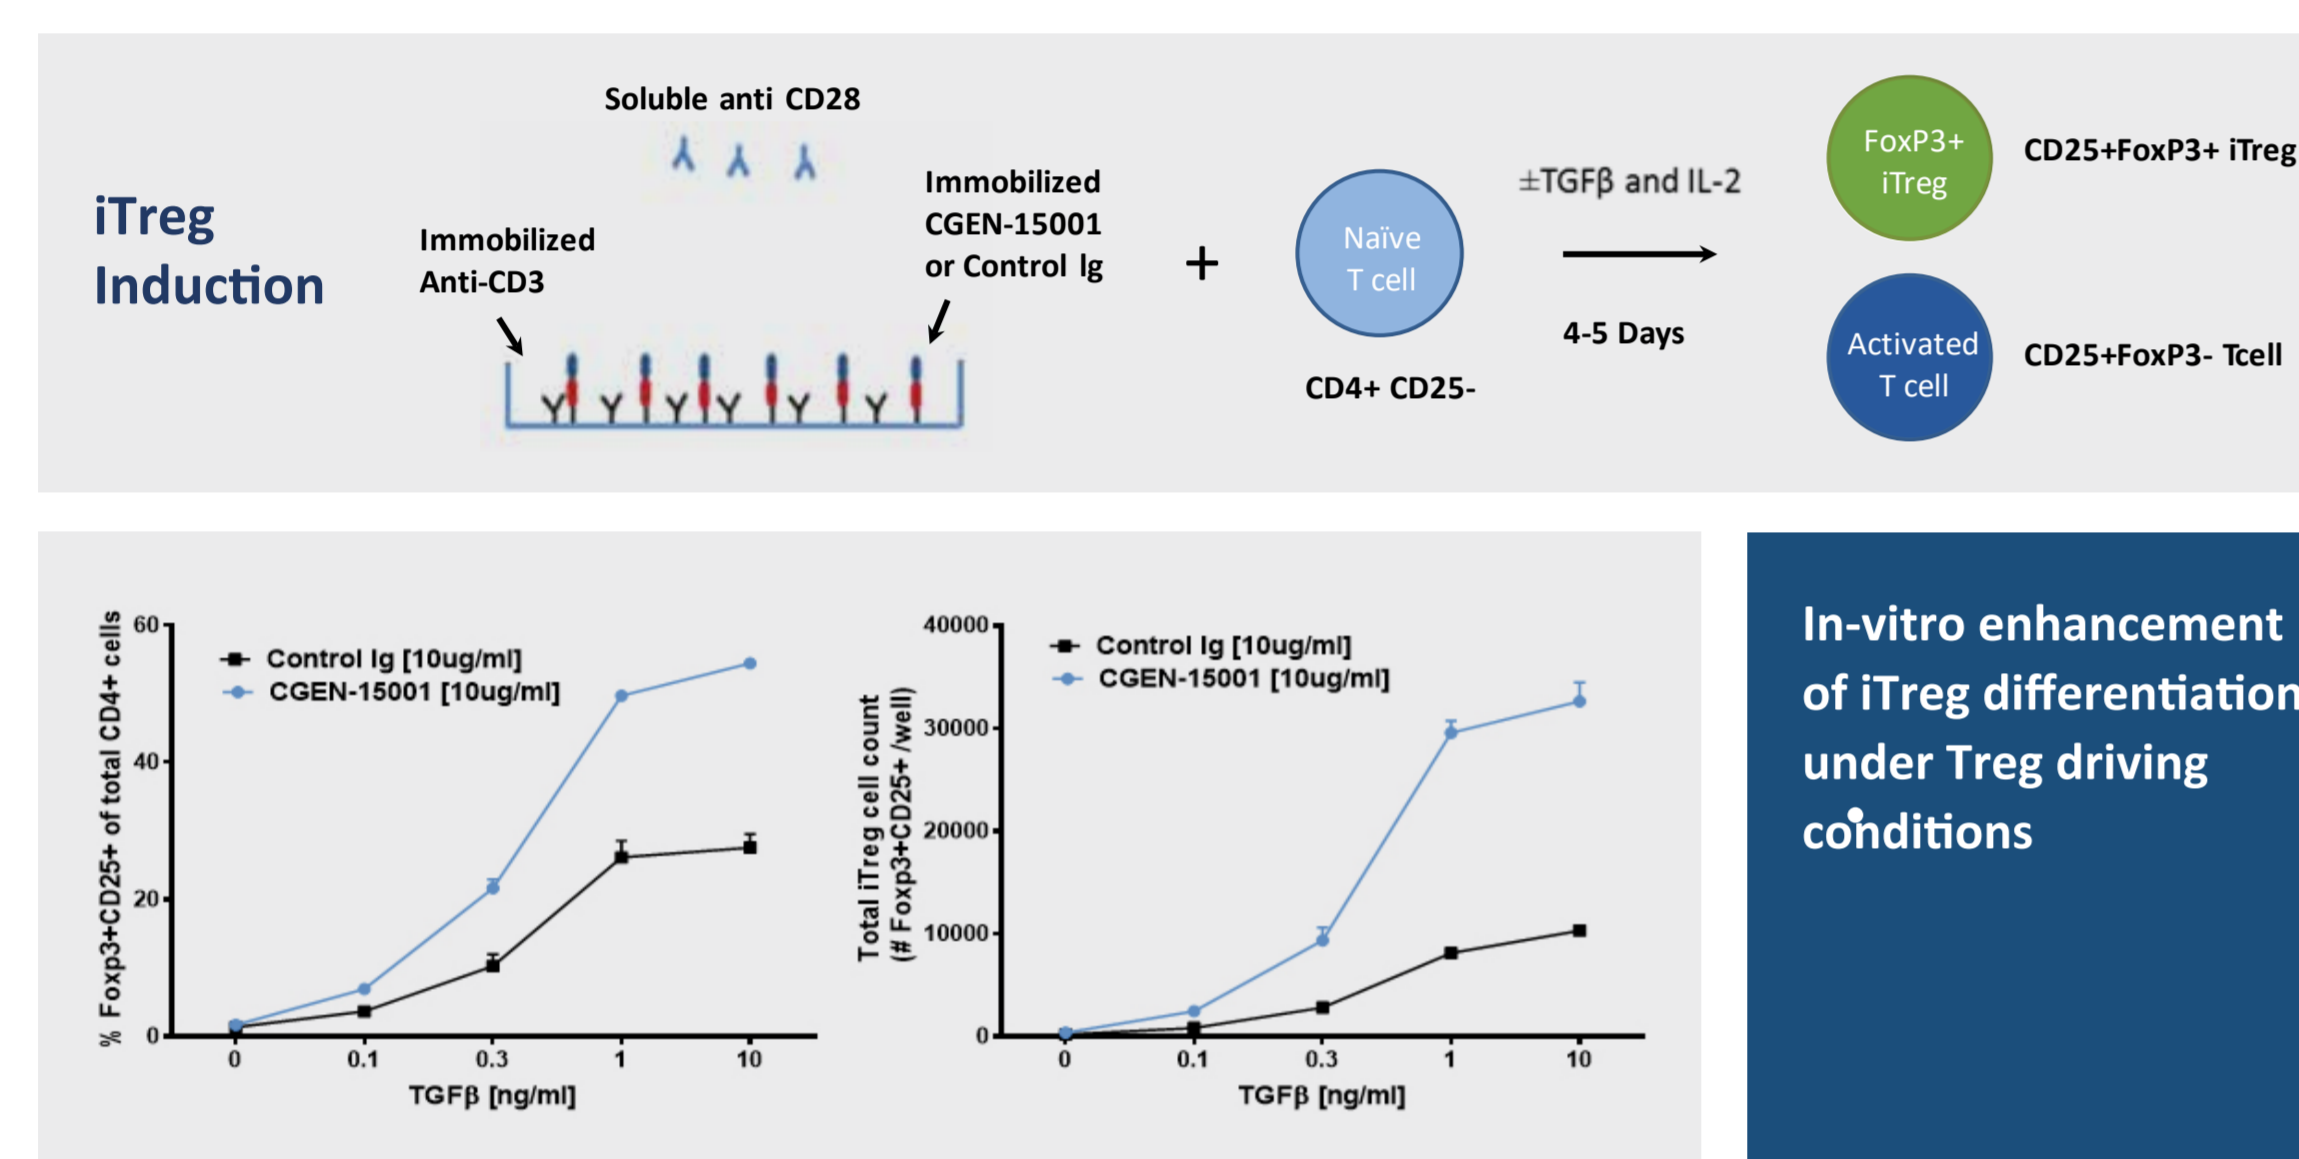 iTreg
Induction
Soluble anti CD28
Immobilized
Anti-CD3
Immobilized
CGEN-15001
or Control Ig
+
Naïve
T cell
CD4+ CD25-
±TGFβ and IL-2
4-5 Days
FoxP3+
iTreg
CD25+FoxP3+ iTreg
Activated
T cell
CD25+FoxP3- Tcell
% Foxp3+CD25+ of total CD4+ cells
60
40
20
0
Control Ig [10ug/ml]
CGEN-15001 [10ug/ml]
0 0.1 0.3 1 10
TGFβ [ng/ml]
Total iTreg cell count
(# Foxp3+CD25+ /well)
40000
30000
20000
10000
0
Control Ig [10ug/ml]
CGEN-15001 [10ug/ml]
0 0.1 0.3 1 10
TGFβ [ng/ml]
In-vitro enhancement
of iTreg differentiation
under Treg driving
conditions